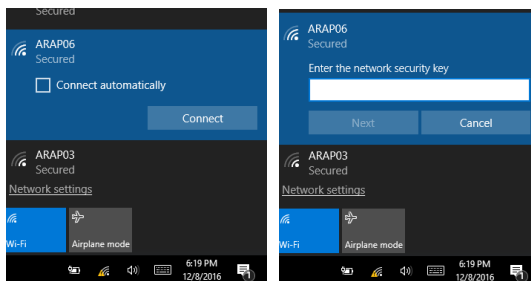 Secured
ARAP06
Secured
Connect automatically
Connect
ARAP03
Secured
Network settings
Wi-Fi
Airplane mode
6:19 PM
12/8/2016
1
ARAP06
Secured
Enter the network security key
Next
Cancel
ARAP03
Secured
Network settings
Wi-Fi
Airplane mode
6:19 PM
12/8/2016
1